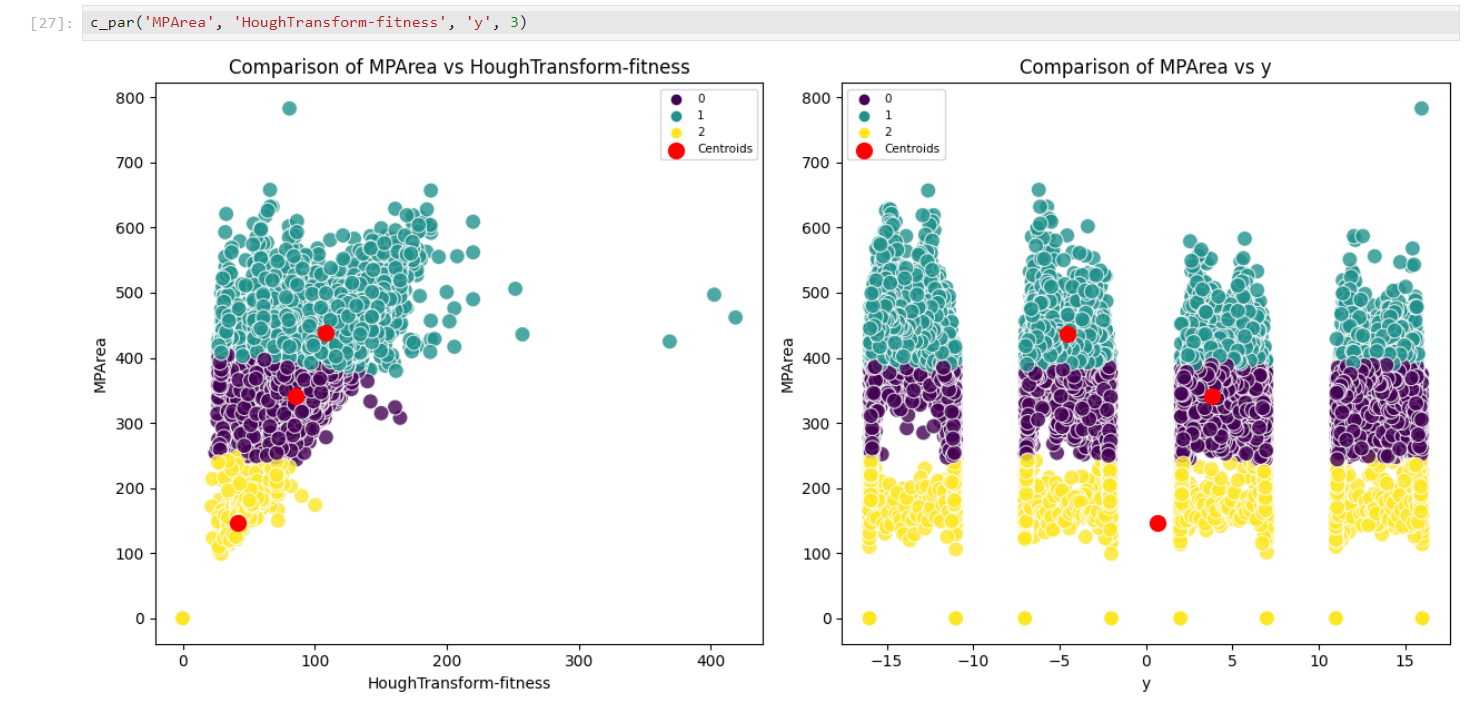 [27]: c_par('MPArea', 'HoughTransform-fitness', 'y', 3)
Comparison of MPArea vs HoughTransform-fitness
800
700
600
500
400
300
200
100
0
MPArea
0
1
2
Centroids
0 100 200 300 400
HoughTransform-fitness
Comparison of MPArea vs y
800
700
600
500
400
300
200
100
0
MPArea
0
1
2
Centroids
−15 −10 −5 0 5 10 15
y